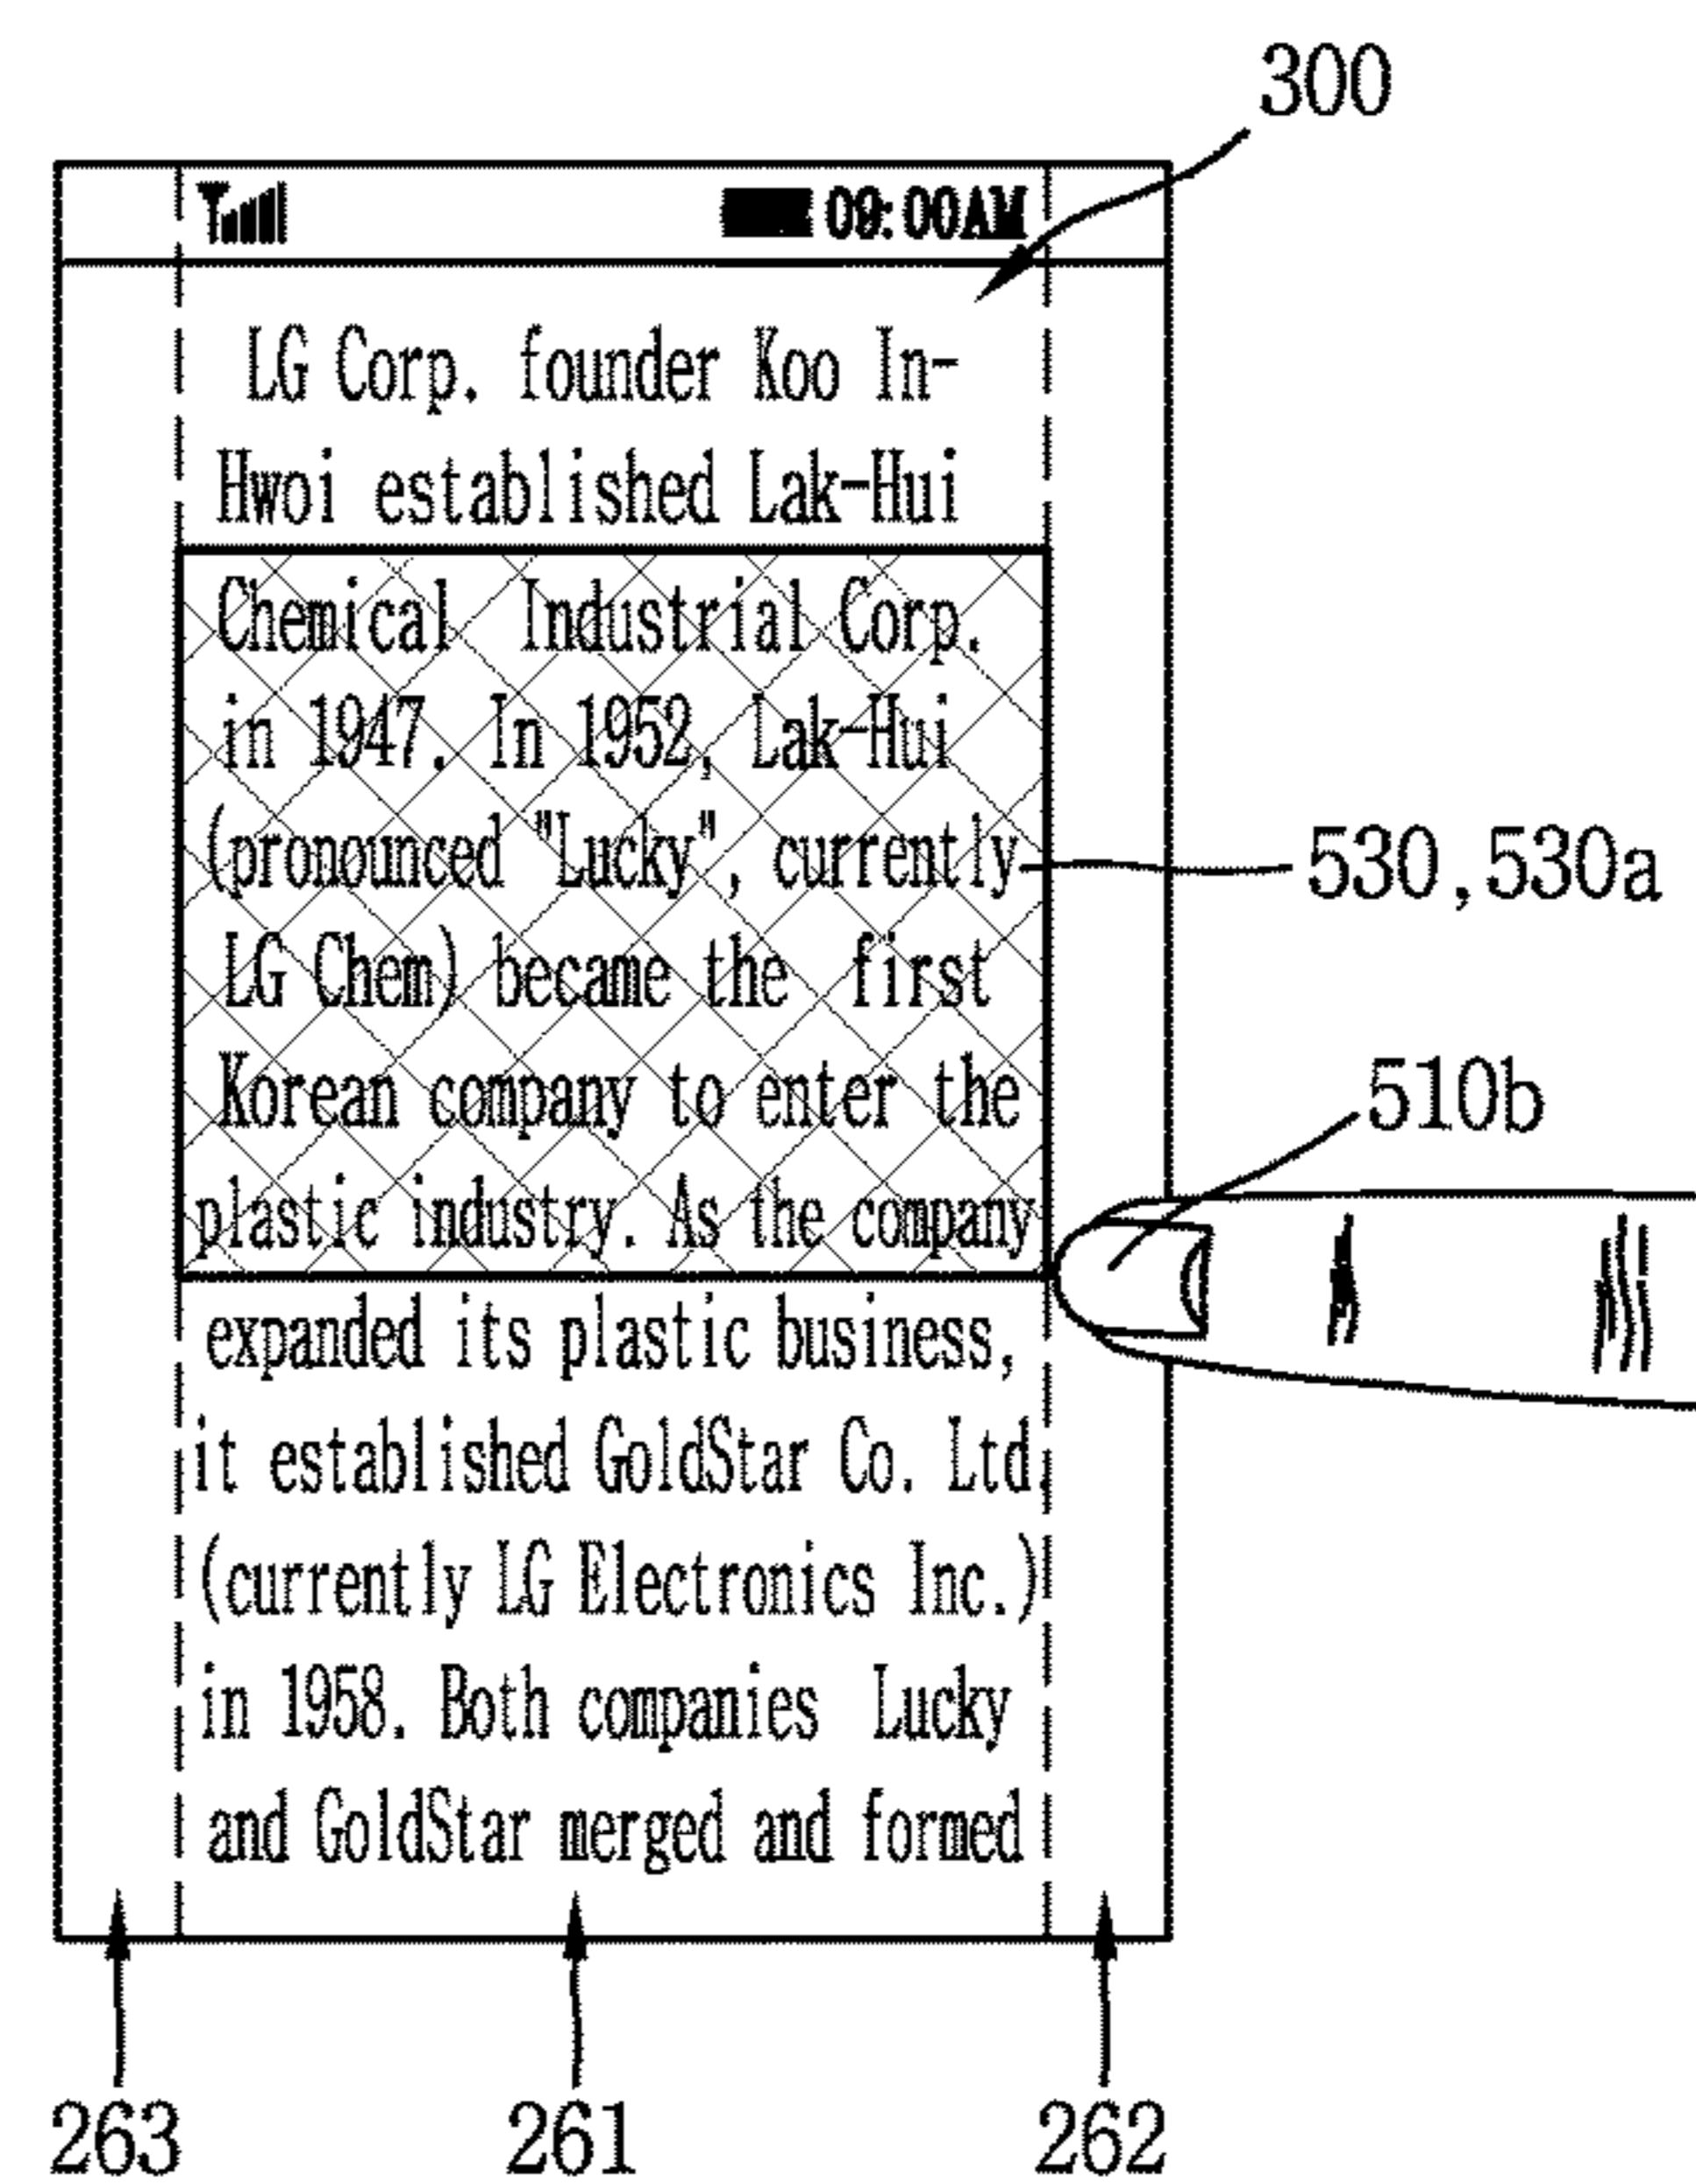 300
09:00AM
LG Corp. founder Koo In-
Hwoi established Lak-Hui
Chemical Industrial Corp.
in 1947. In 1952, Lak-Hui
(pronounced "Lucky", currently
530, 530a
LG Chem) became the first
Korean company to enter the
510b
plastic industry. As the company
expanded its plastic business,
it established GoldStar Co. Ltd.
(currently LG Electronics Inc.)
in 1958. Both companies Lucky
and GoldStar merged and formed
263 261 262